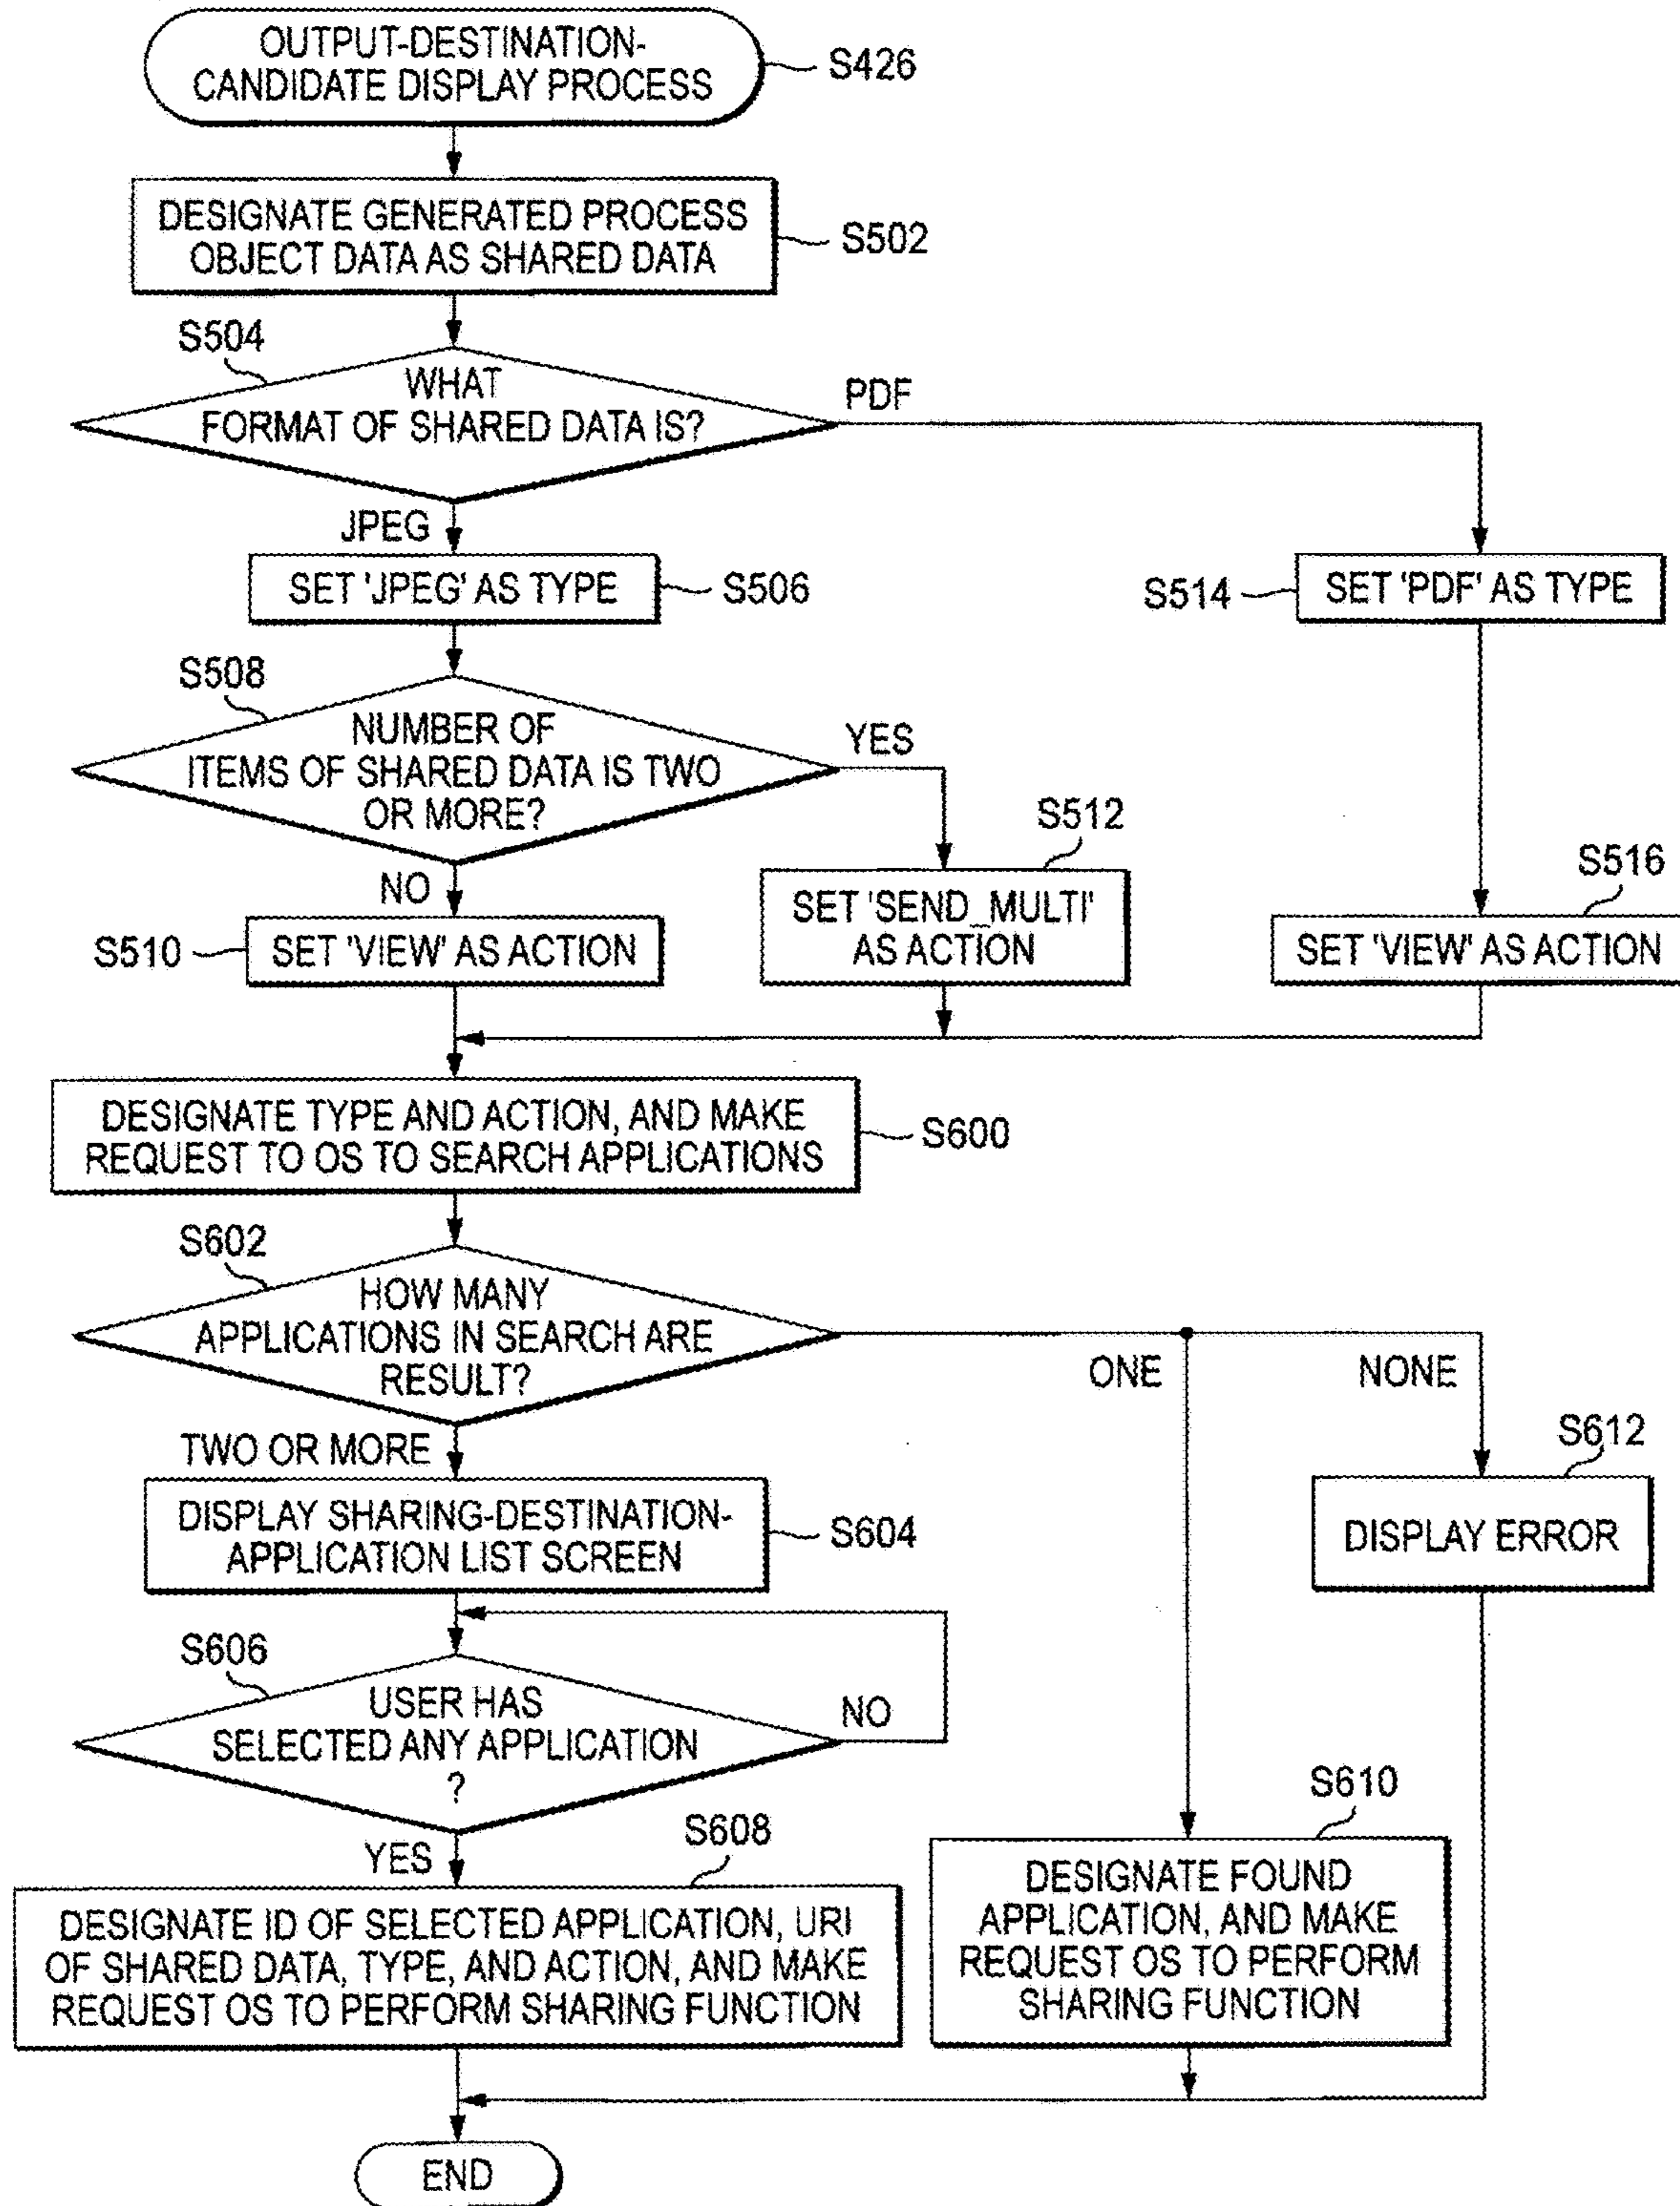 OUTPUT-DESTINATION-
CANDIDATE DISPLAY PROCESS
S426
DESIGNATE GENERATED PROCESS
OBJECT DATA AS SHARED DATA
S502
S504
WHAT
FORMAT OF SHARED DATA IS?
PDF
JPEG
SET 'JPEG' AS TYPE
S506
S514
SET 'PDF' AS TYPE
S508
NUMBER OF
ITEMS OF SHARED DATA IS TWO
OR MORE?
YES
NO
S510
SET 'VIEW' AS ACTION
S512
SET 'SEND_MULTI'
AS ACTION
S516
SET 'VIEW' AS ACTION
DESIGNATE TYPE AND ACTION, AND MAKE
REQUEST TO OS TO SEARCH APPLICATIONS
S600
S602
HOW MANY
APPLICATIONS IN SEARCH ARE
RESULT?
ONE
NONE
TWO OR MORE
S612
DISPLAY ERROR
DISPLAY SHARING-DESTINATION-
APPLICATION LIST SCREEN
S604
S606
USER HAS
SELECTED ANY APPLICATION
?
NO
YES
S608
DESIGNATE ID OF SELECTED APPLICATION, URI
OF SHARED DATA, TYPE, AND ACTION, AND MAKE
REQUEST OS TO PERFORM SHARING FUNCTION
S610
DESIGNATE FOUND
APPLICATION, AND MAKE
REQUEST OS TO PERFORM
SHARING FUNCTION
END